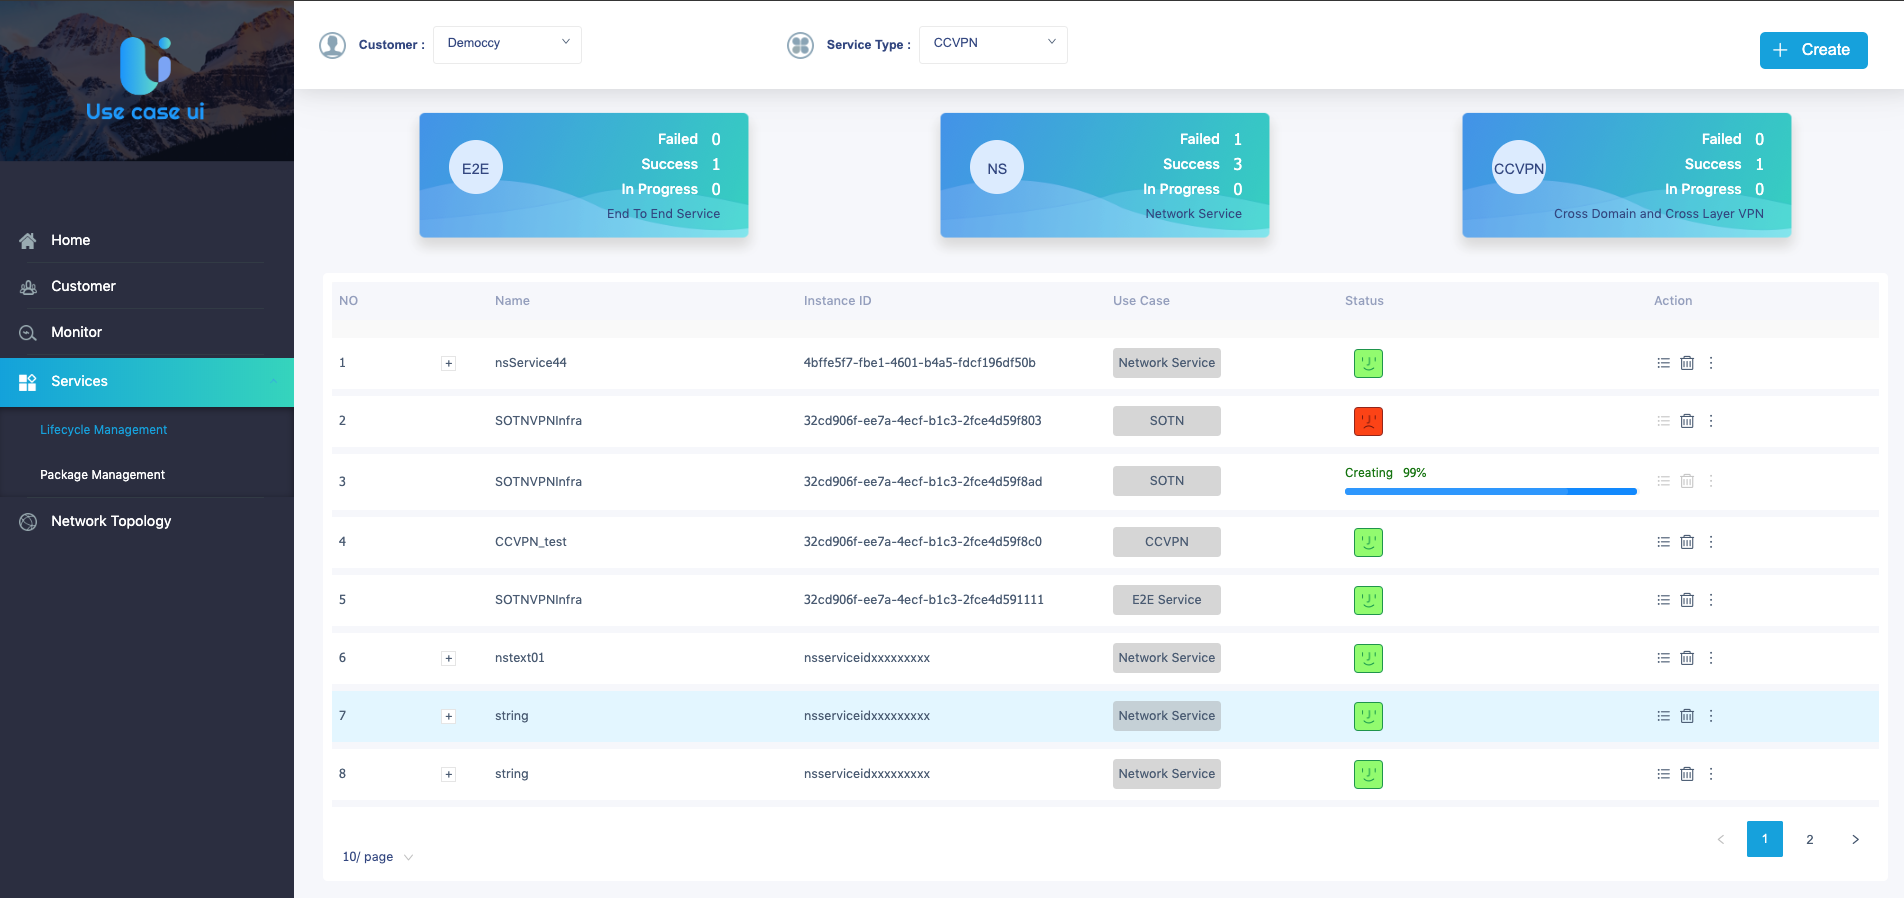 Use case ui
Home
Customer
Monitor
Services
Lifecycle Management
Package Management
Network Topology
Customer : Democcy
Service Type : CCVPN
+ Create
E2E
Failed 0
Success 1
In Progress 0
End To End Service
NS
Failed 1
Success 3
In Progress 0
Network Service
CCVPN
Failed 0
Success 1
In Progress 0
Cross Domain and Cross Layer VPN
NO Name Instance ID Use Case Status Action
1 + nsService44 4bffe5f7-fbe1-4601-b4a5-fdcf196df50b Network Service
2 SOTNVPNInfra 32cd906f-ee7a-4ecf-b1c3-2fce4d59f803 SOTN
3 SOTNVPNInfra 32cd906f-ee7a-4ecf-b1c3-2fce4d59f8ad SOTN Creating 99%
4 CCVPN_test 32cd906f-ee7a-4ecf-b1c3-2fce4d59f8c0 CCVPN
5 SOTNVPNInfra 32cd906f-ee7a-4ecf-b1c3-2fce4d591111 E2E Service
6 + nstext01 nsserviceidxxxxxxxxx Network Service
7 + string nsserviceidxxxxxxxxx Network Service
8 + string nsserviceidxxxxxxxxx Network Service
10/ page
< 1 2 >